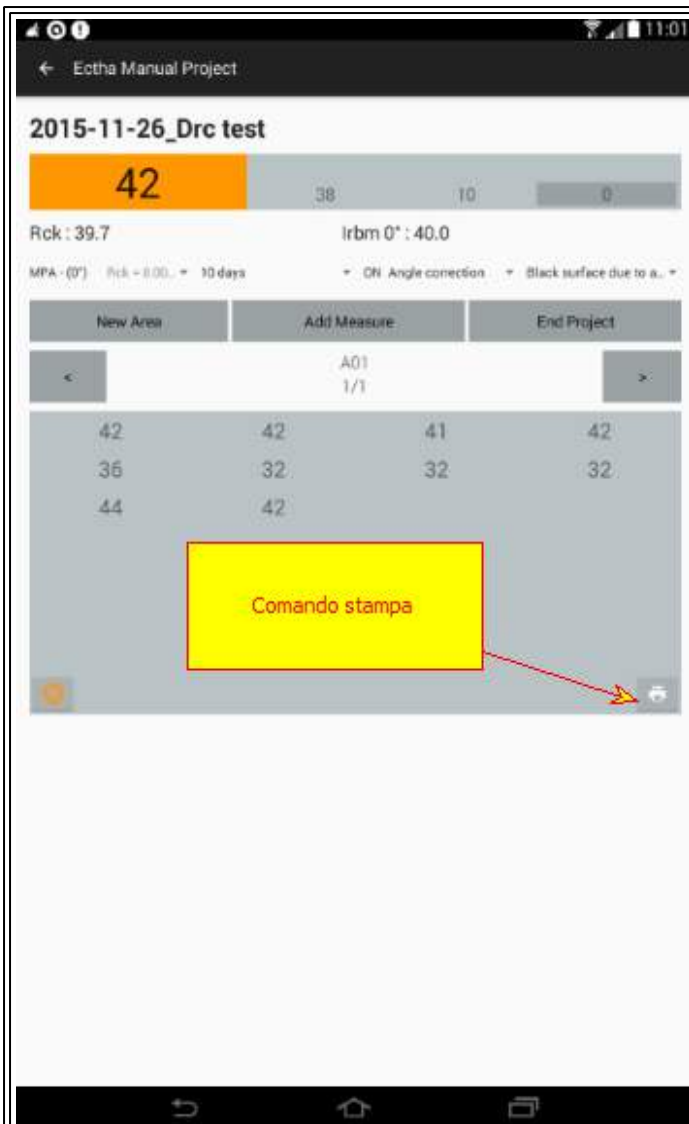 11:01
← Ectha Manual Project
2015-11-26_Drc test
42 38 10 0
Rck : 39.7 Irbm 0° : 40.0
MPA - (0°) 10 days ON Angle correction Black surface due to a..
New Area Add Measure End Project
< A01 >
1/1
42 42 41 42
36 32 32 32
44 42
Comando stampa